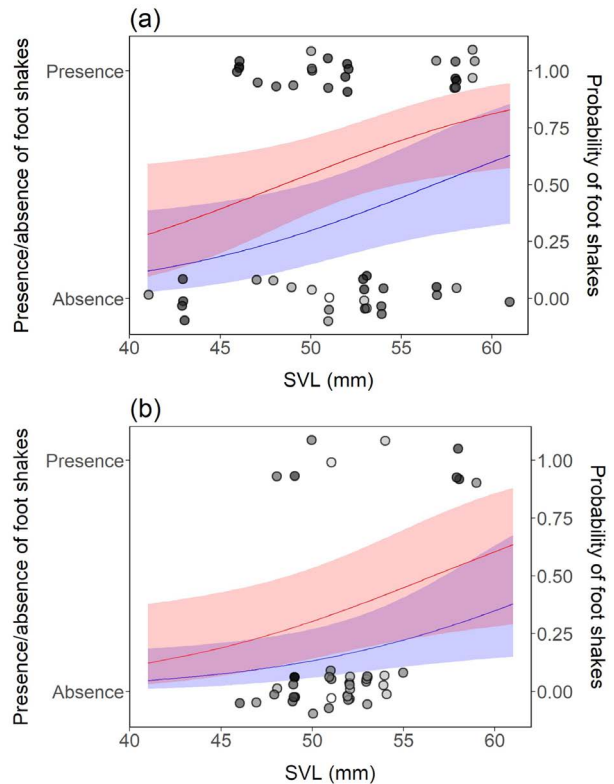 (a)
Presence
Absence
Presence/absence of foot shakes
1.00
0.75
0.50
0.25
0.00
Probability of foot shakes
40 45 50 55 60
SVL (mm)
(b)
Presence
Absence
Presence/absence of foot shakes
1.00
0.75
0.50
0.25
0.00
Probability of foot shakes
40 45 50 55 60
SVL (mm)